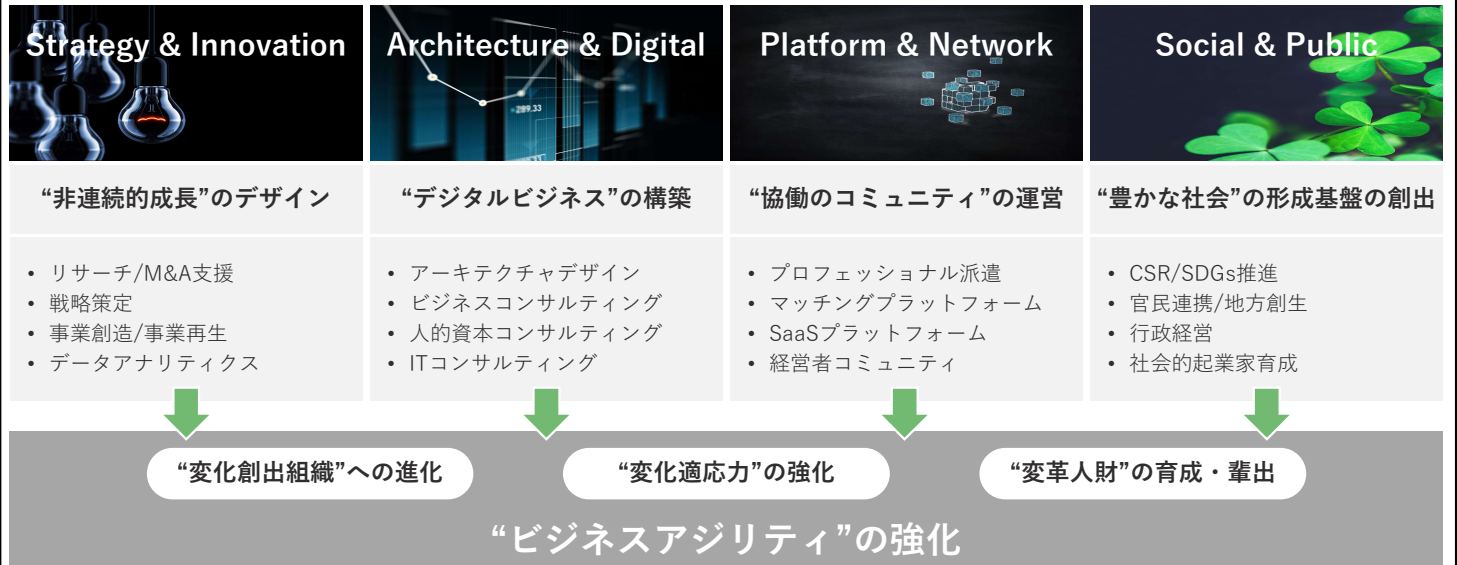 Strategy & Innovation
“非連続的成長”のデザイン
• リサーチ/M&A支援
• 戦略策定
• 事業創造/事業再生
• データアナリティクス
Architecture & Digital
289.33
“デジタルビジネス”の構築
• アーキテクチャデザイン
• ビジネスコンサルティング
• 人的資本コンサルティング
• ITコンサルティング
Platform & Network
“協働のコミュニティ”の運営
• プロフェッショナル派遣
• マッチングプラットフォーム
• SaaSプラットフォーム
• 経営者コミュニティ
Social & Public
“豊かな社会”の形成基盤の創出
• CSR/SDGs推進
• 官民連携/地方創生
• 行政経営
• 社会的起業家育成
“変化創出組織”への進化
“変化適応力”の強化
“変革人財”の育成・輩出
“ビジネスアジリティ”の強化